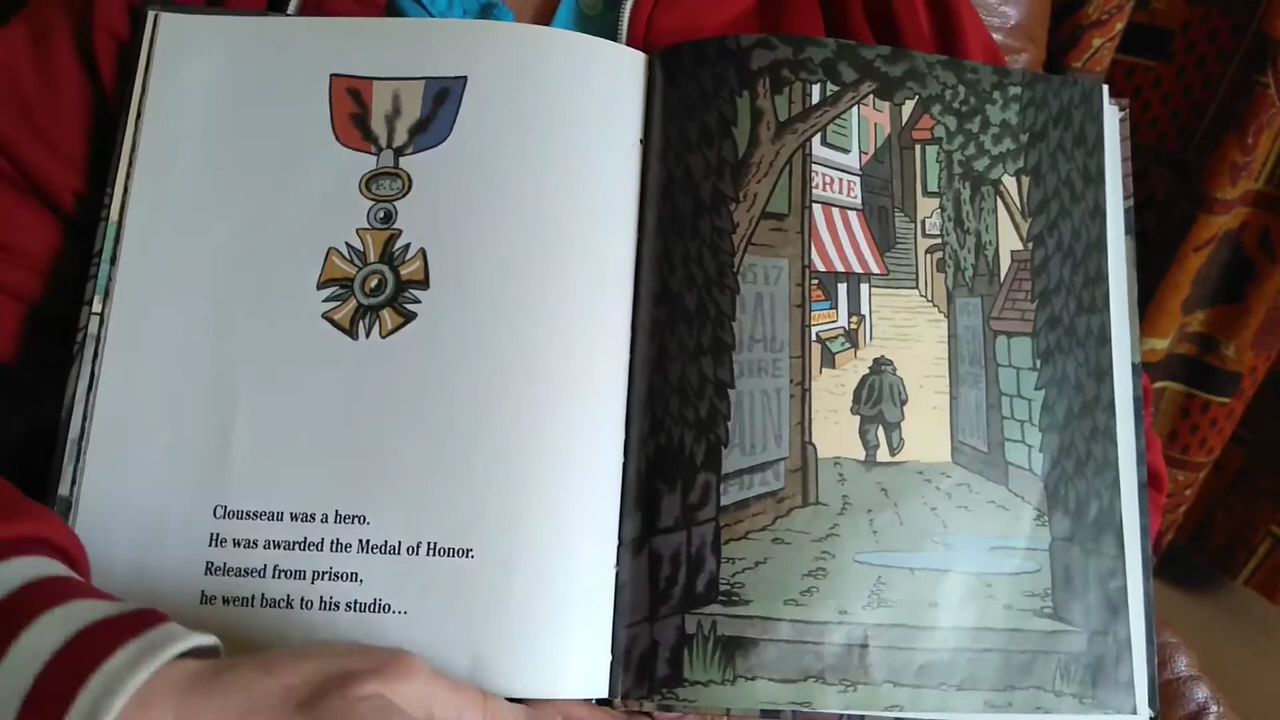 Clousseau was a hero.
He was awarded the Medal of Honor.
Released from prison,
he went back to his studio...
ERIE